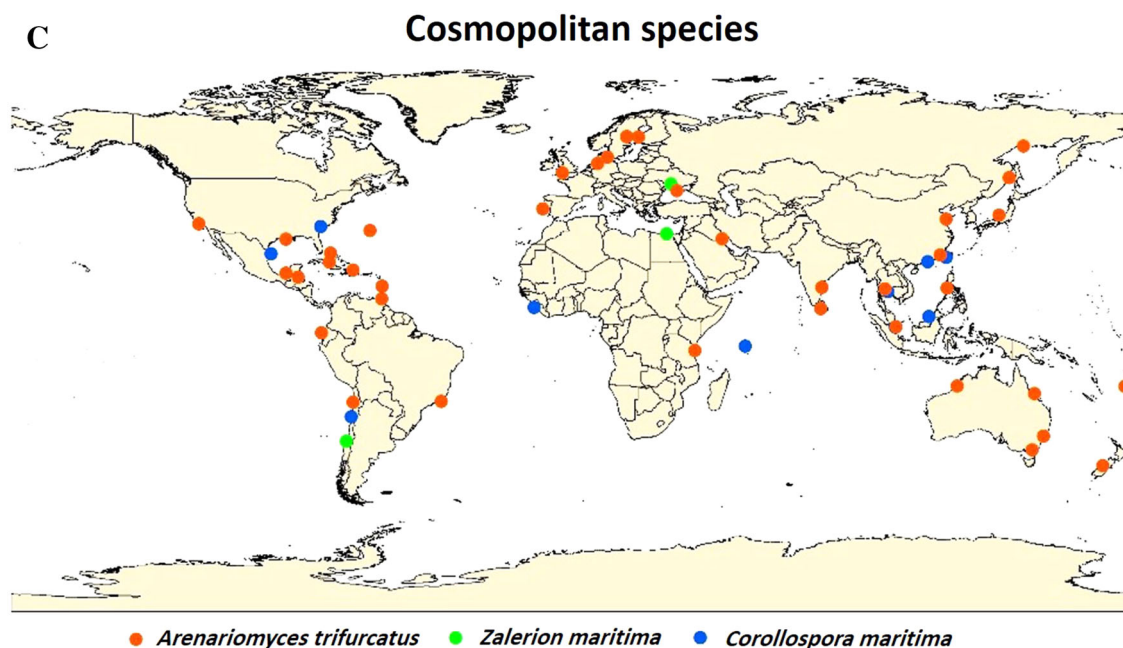 C
Cosmopolitan species
Arenariomyces trifurcatus Zalerion maritima Corollospora maritima